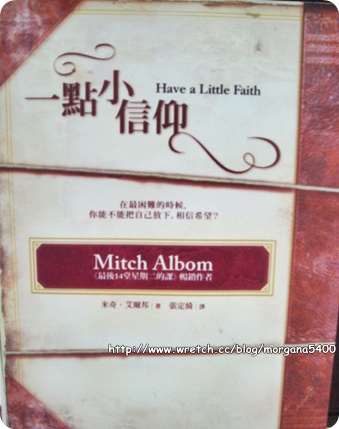 Have a Little Faith
一點小信仰
在最困難的時候，
你能不能把自己放下，相信希望？
Mitch Albom
《最後14堂星期二的課》暢銷作者
米奇・艾爾邦｜著　張定綺｜譯
http://www.wretch.cc/blog/morgana5400